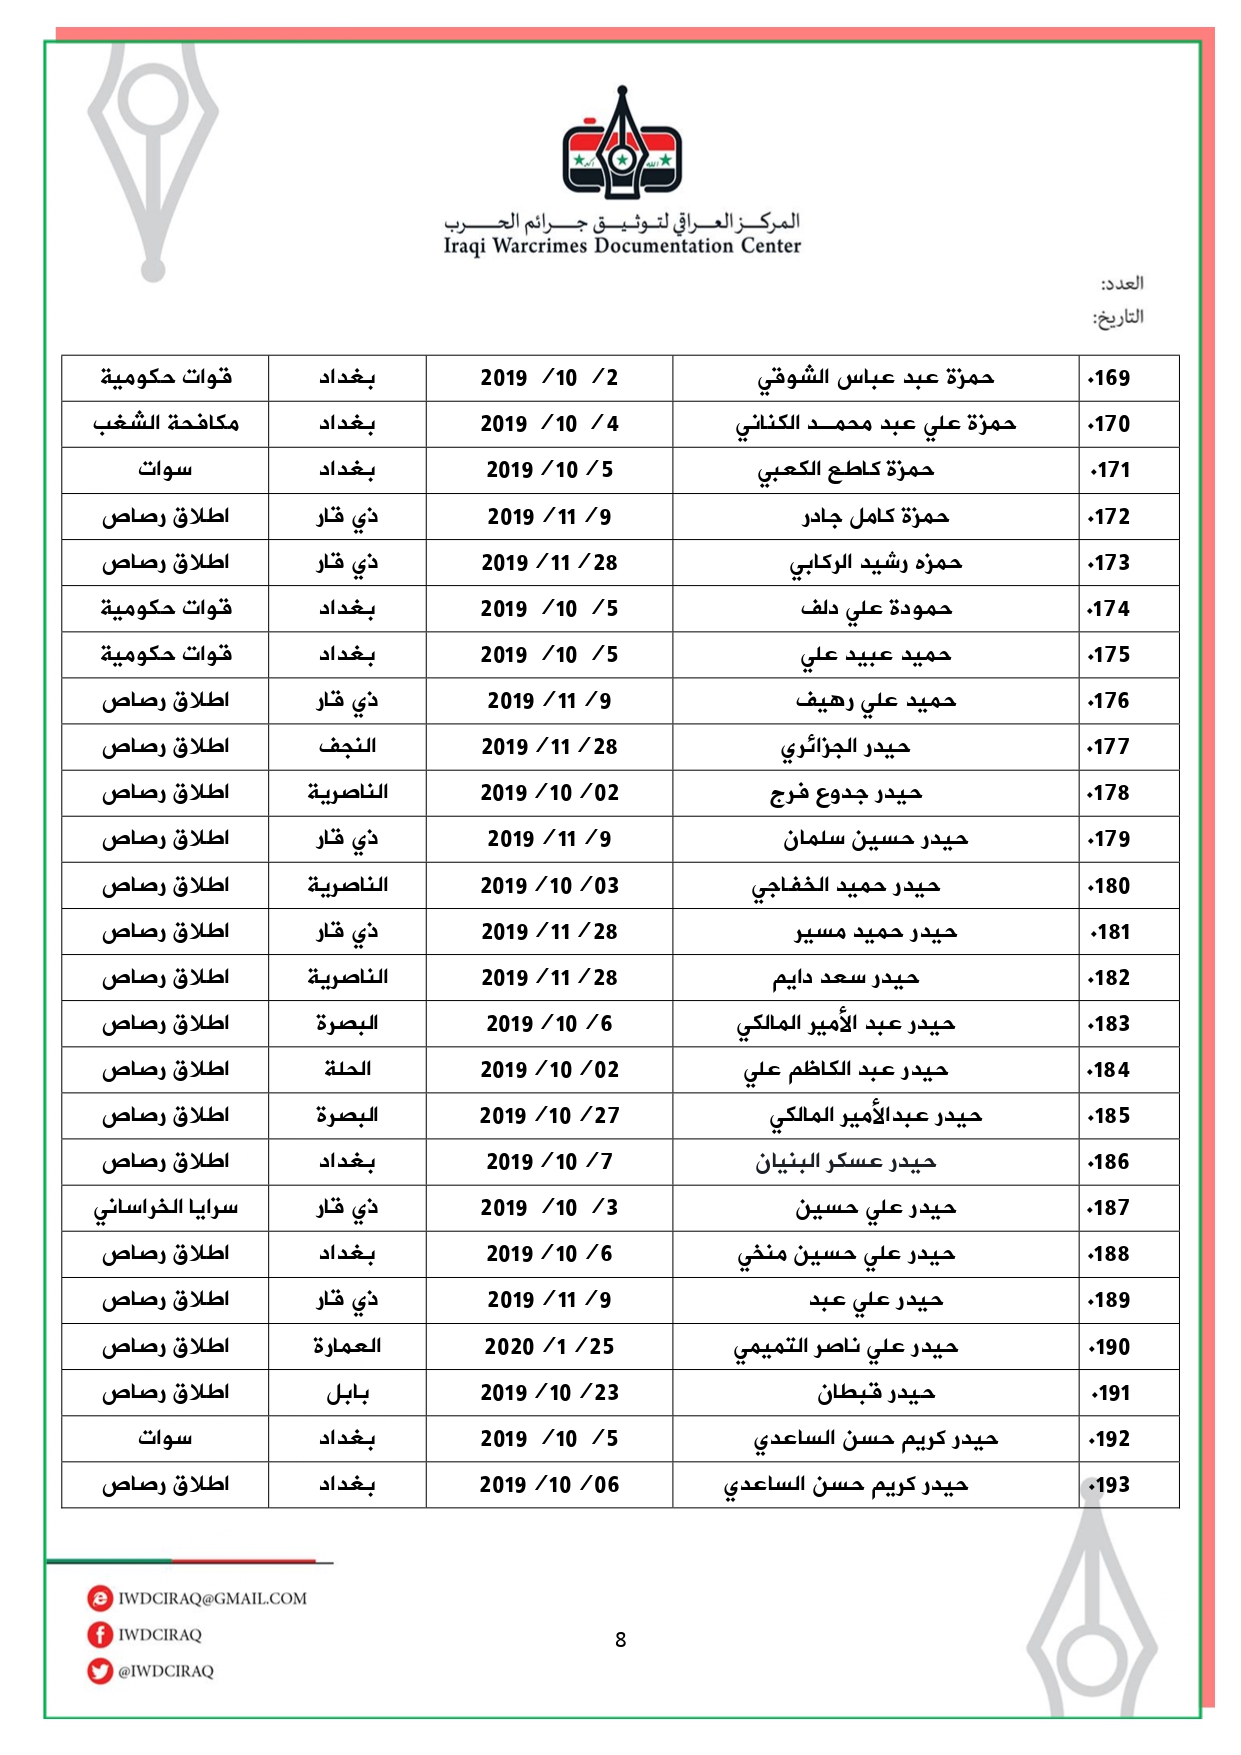 المركز العراقي لتوثيق جرائم الحرب
Iraqi Warcrimes Documentation Center
العدد:
التاريخ:
169. حمزة عبد عباس الشوقي 2/ 10/ 2019 بغداد قوات حكومية
170. حمزة علي عبد محمد الكناني 4/ 10/ 2019 بغداد مكافحة الشغب
171. حمزة كاطع الكعبي 5/ 10/ 2019 بغداد سوات
172. حمزة كامل جادر 9/ 11/ 2019 ذي قار اطلاق رصاص
173. حمزه رشيد الركابي 28/ 11/ 2019 ذي قار اطلاق رصاص
174. حمودة علي دلف 5/ 10/ 2019 بغداد قوات حكومية
175. حميد عبيد علي 5/ 10/ 2019 بغداد قوات حكومية
176. حميد علي رهيف 9/ 11/ 2019 ذي قار اطلاق رصاص
177. حيدر الجزائري 28/ 11/ 2019 النجف اطلاق رصاص
178. حيدر جدوع فرج 02/ 10/ 2019 الناصرية اطلاق رصاص
179. حيدر حسين سلمان 9/ 11/ 2019 ذي قار اطلاق رصاص
180. حيدر حميد الخفاجي 03/ 10/ 2019 الناصرية اطلاق رصاص
181. حيدر حميد مسير 28/ 11/ 2019 ذي قار اطلاق رصاص
182. حيدر سعد دايم 28/ 11/ 2019 الناصرية اطلاق رصاص
183. حيدر عبد الأمير المالكي 6/ 10/ 2019 البصرة اطلاق رصاص
184. حيدر عبد الكاظم علي 02/ 10/ 2019 الحلة اطلاق رصاص
185. حيدر عبدالأمير المالكي 27/ 10/ 2019 البصرة اطلاق رصاص
186. حيدر عسكر البنيان 7/ 10/ 2019 بغداد اطلاق رصاص
187. حيدر علي حسين 3/ 10/ 2019 ذي قار سرايا الخراساني
188. حيدر علي حسين منخي 6/ 10/ 2019 بغداد اطلاق رصاص
189. حيدر علي عبد 9/ 11/ 2019 ذي قار اطلاق رصاص
190. حيدر علي ناصر التميمي 25/ 1/ 2020 العمارة اطلاق رصاص
191. حيدر قبطان 23/ 10/ 2019 بابل اطلاق رصاص
192. حيدر كريم حسن الساعدي 5/ 10/ 2019 بغداد سوات
193. حيدر كريم حسن الساعدي 06/ 10/ 2019 بغداد اطلاق رصاص
IWDCIRAQ@GMAIL.COM
IWDCIRAQ
@IWDCIRAQ
8